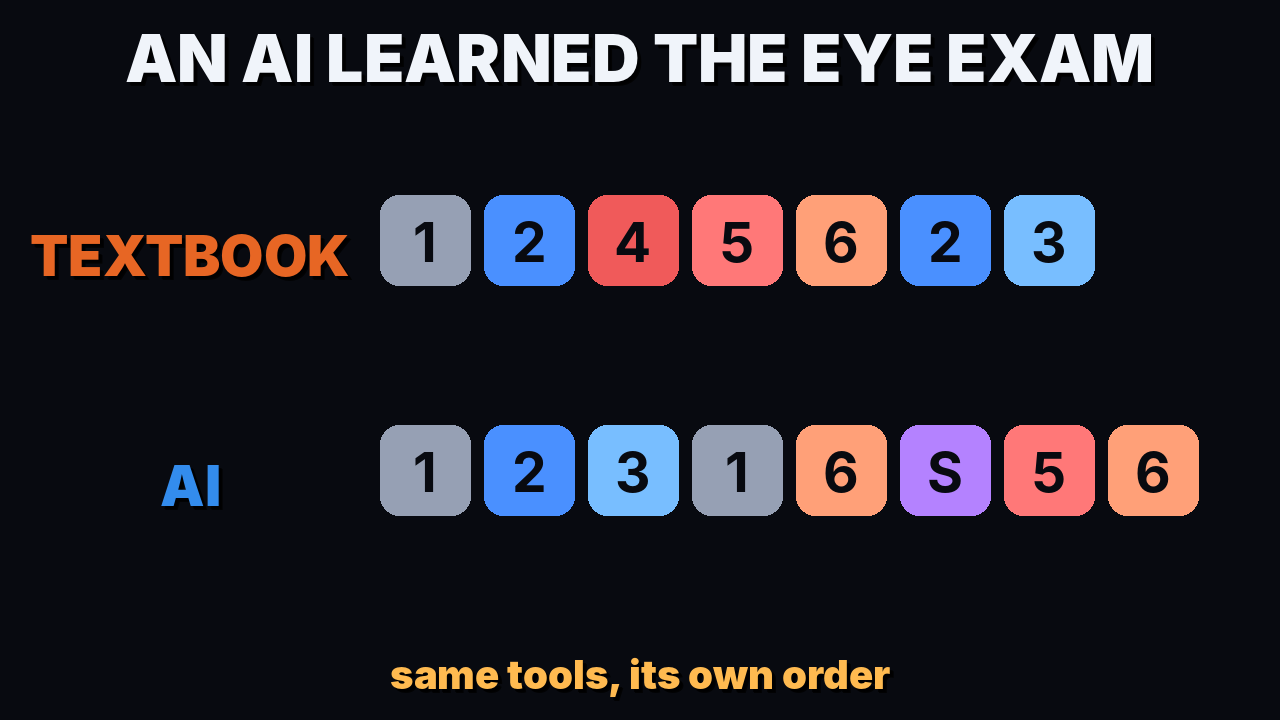 AN AI LEARNED THE EYE EXAM
TEXTBOOK 1 2 4 5 6 2 3
AI 1 2 3 1 6 S 5 6
same tools, its own order